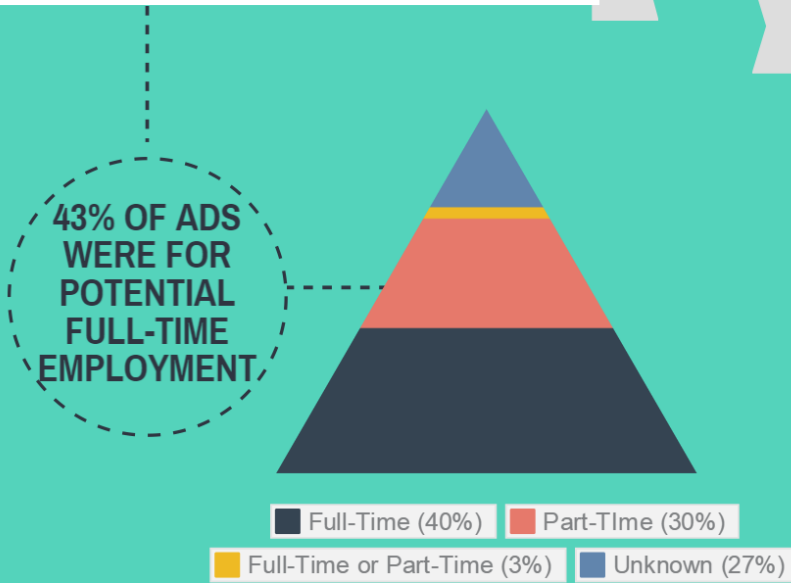 43% OF ADS
WERE FOR
POTENTIAL
FULL-TIME
EMPLOYMENT
Full-Time (40%) Part-TIme (30%)
Full-Time or Part-Time (3%) Unknown (27%)